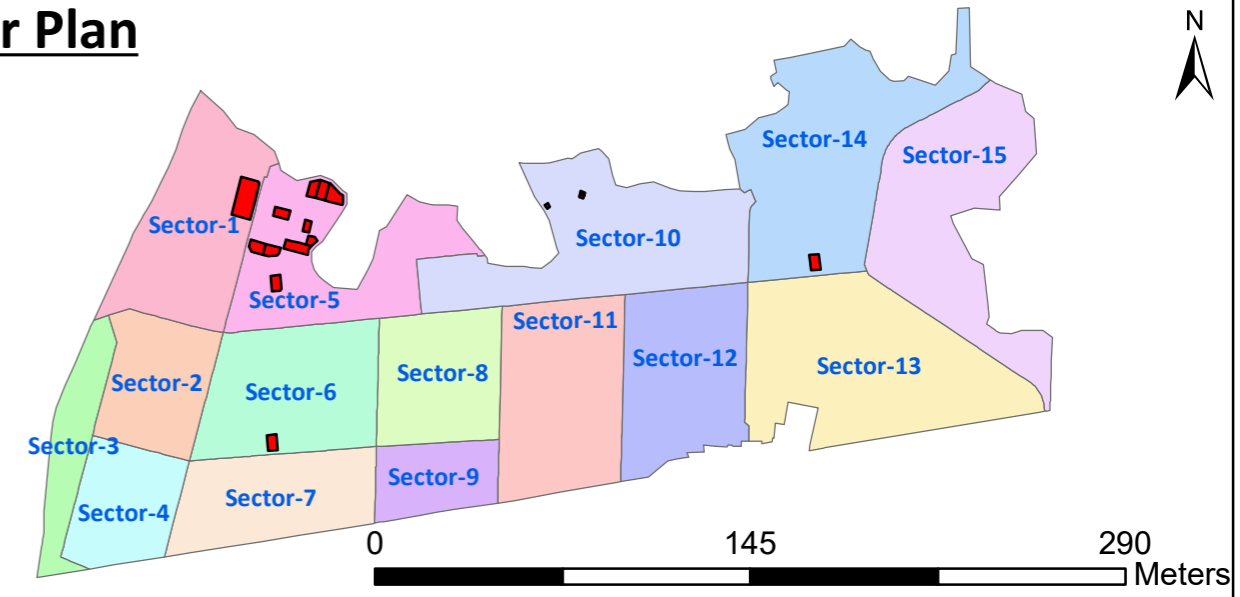 r Plan
N
Sector-14
Sector-15
Sector-1
Sector-10
Sector-5
Sector-11
Sector-12
Sector-13
Sector-8
Sector-2
Sector-6
Sector-3
Sector-9
Sector-7
Sector-4
0 145 290
Meters